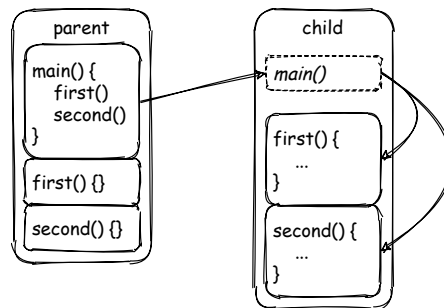 parent
main() {
first()
second()
}
first() {}
second() {}
child
main()
first() {
...
}
second() {
...
}